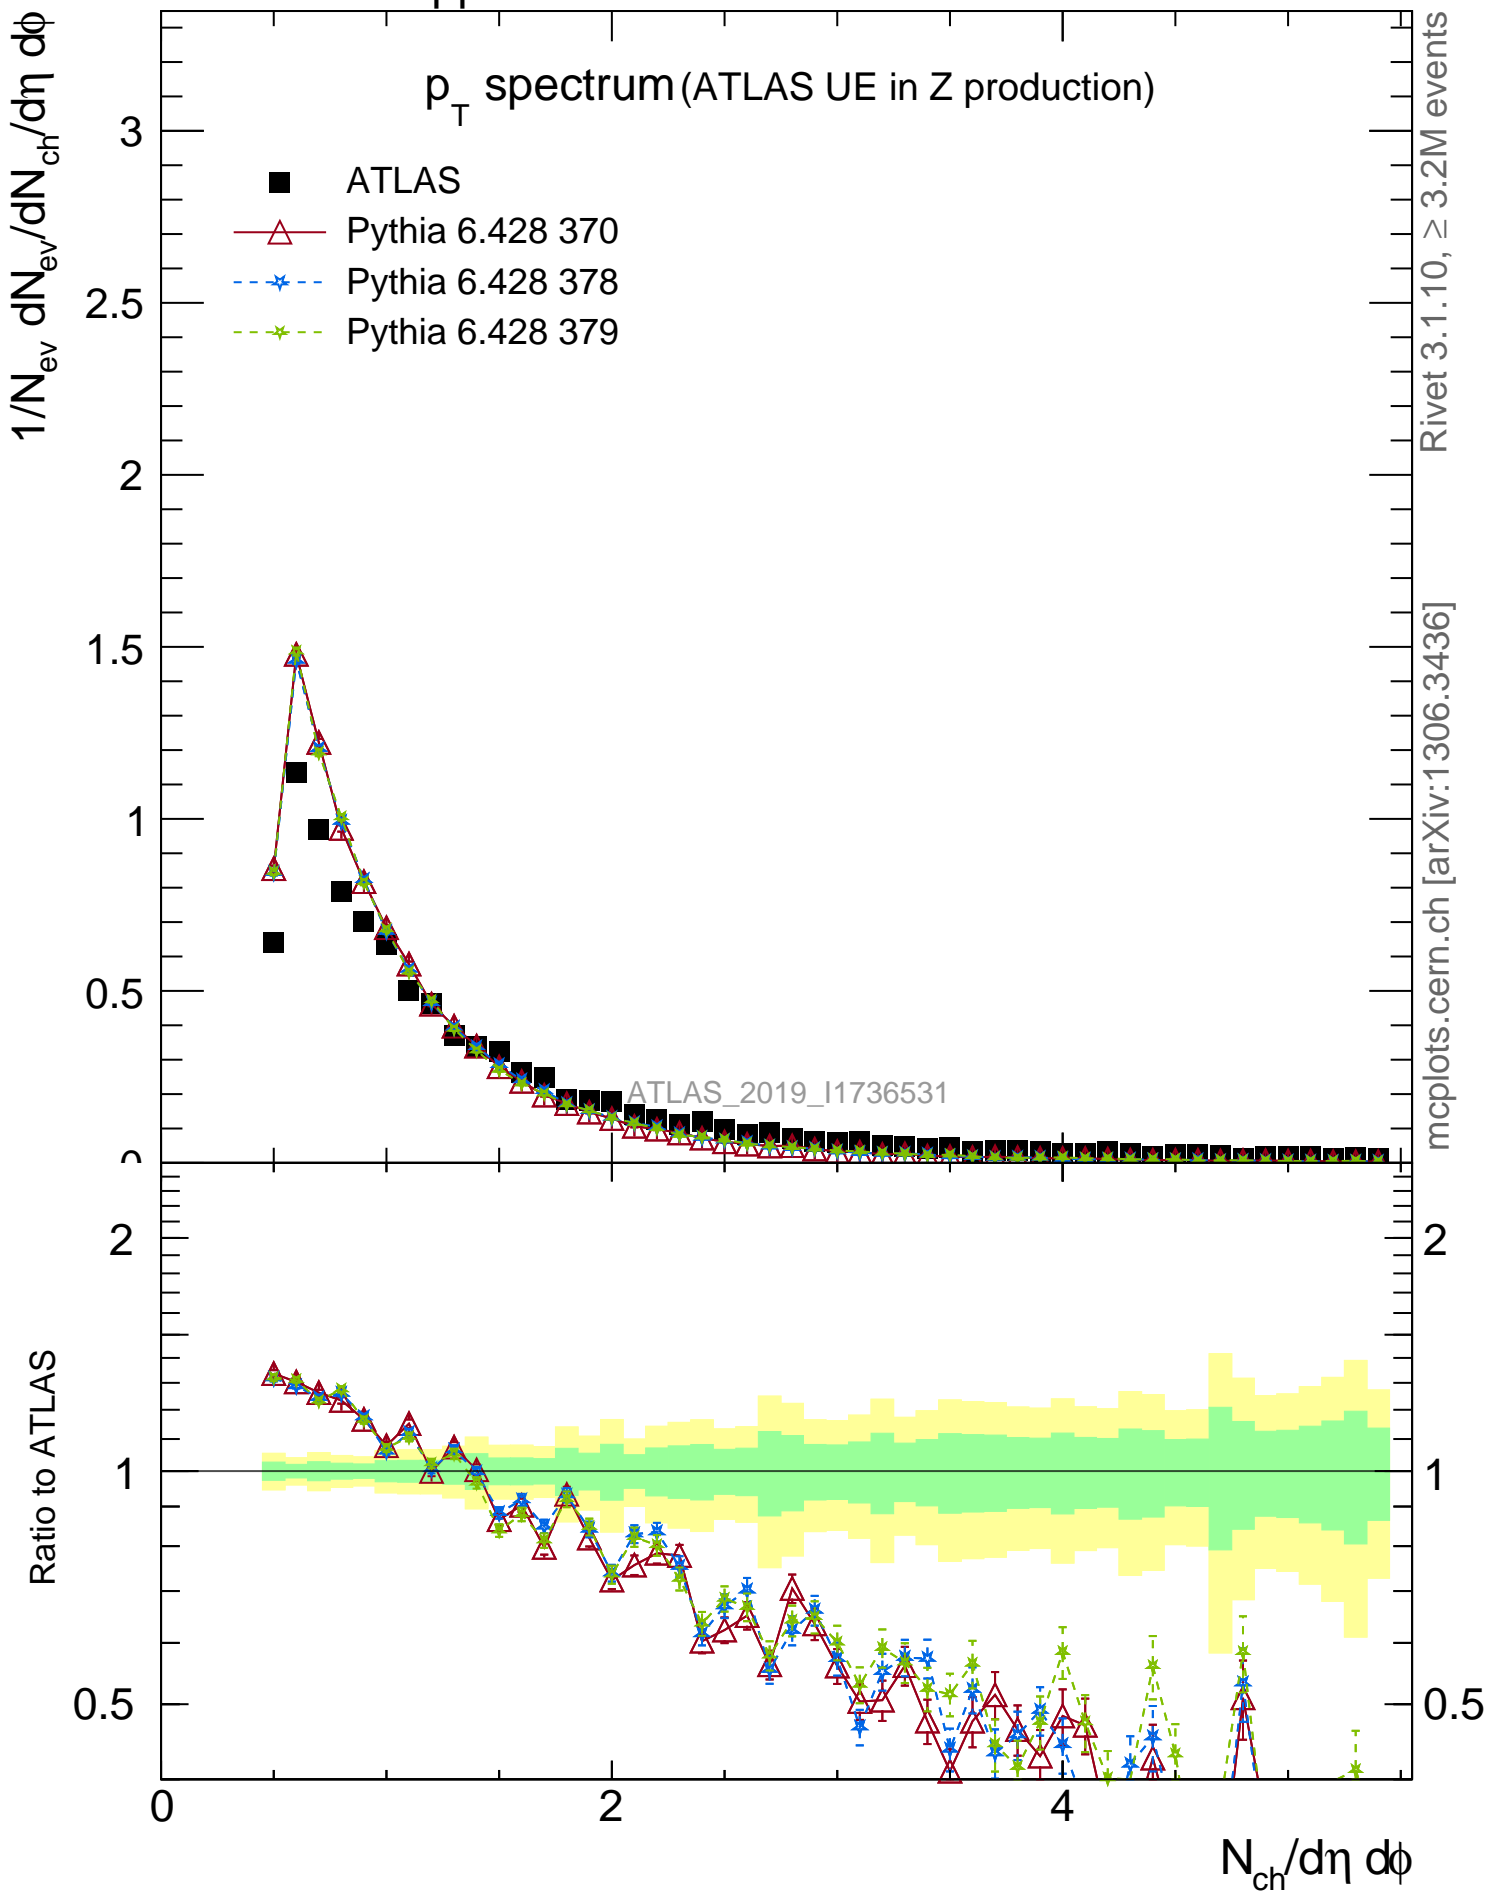 p_T spectrum (ATLAS UE in Z production)
1/N_ev dN_ev/dN_ch/dη dϕ
ATLAS
Pythia 6.428 370
Pythia 6.428 378
Pythia 6.428 379
3
2.5
2
1.5
1
0.5
0
ATLAS_2019_I1736531
Rivet 3.1.10, ≥ 3.2M events
mcplots.cern.ch [arXiv:1306.3436]
Ratio to ATLAS
2
1
0.5
2
1
0.5
0
2
4
N_ch/dη dϕ